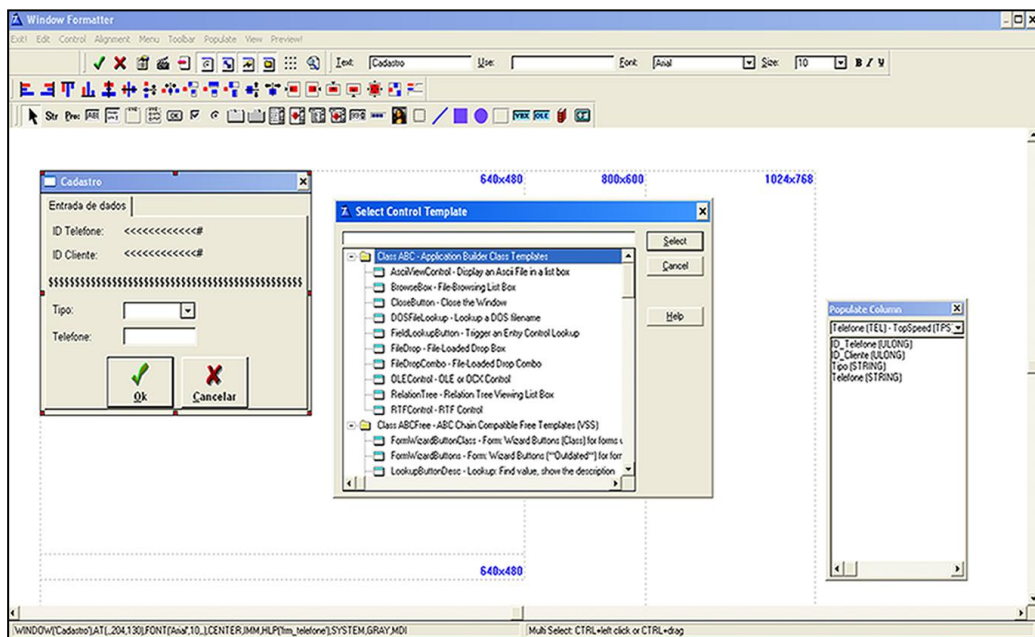 Window Formatter
Exit! Edit Control Alignment Menu Toolbar Populate View Preview!
Text: Cadastro Use: Font: Arial Size: 10 B I U
Str Pro:
OK
VBX OLE
640x480 800x600 1024x768
Cadastro
Entrada de dados
ID Telefone: <<<<<<<<<<<<<#
ID Cliente: <<<<<<<<<<<<<#
Tipo:
Telefone:
Ok Cancelar
Select Control Template
Select
Cancel
Help
Class ABC - Application Builder Class Templates
AsciiViewControl - Display an Ascii File in a list box
BrowseBox - File-Browsing List Box
CloseButton - Close the Window
DOSFileLookup - Lookup a DOS filename
FieldLookupButton - Trigger an Entry Control Lookup
FileDrop - File-Loaded Drop Box
FileDropCombo - File-Loaded Drop Combo
OLEControl - OLE or OCX Control
RelationTree - Relation Tree Viewing List Box
RTFControl - RTF Control
Class ABCFree - ABC Chain Compatible Free Templates (VSS)
FormWizardButtonClass - Form: Wizard Buttons (Class) for forms
FormWizardButtons - Form: Wizard Buttons (**Outdated**) for form
LookupButtonDesc - Lookup: Find value, show the description
Populate Column
Telefone (TEL) - TopSpeed (TPS
ID_Telefone (ULONG)
ID_Cliente (ULONG)
Tipo (STRING)
Telefone (STRING)
640x480
WINDOW('Cadastro'),AT(,,204,130),FONT('Arial',10,,),CENTER,IMM,HLP('frm_telefone'),SYSTEM,GRAY,MDI
Multi Select: CTRL+left click or CTRL+drag